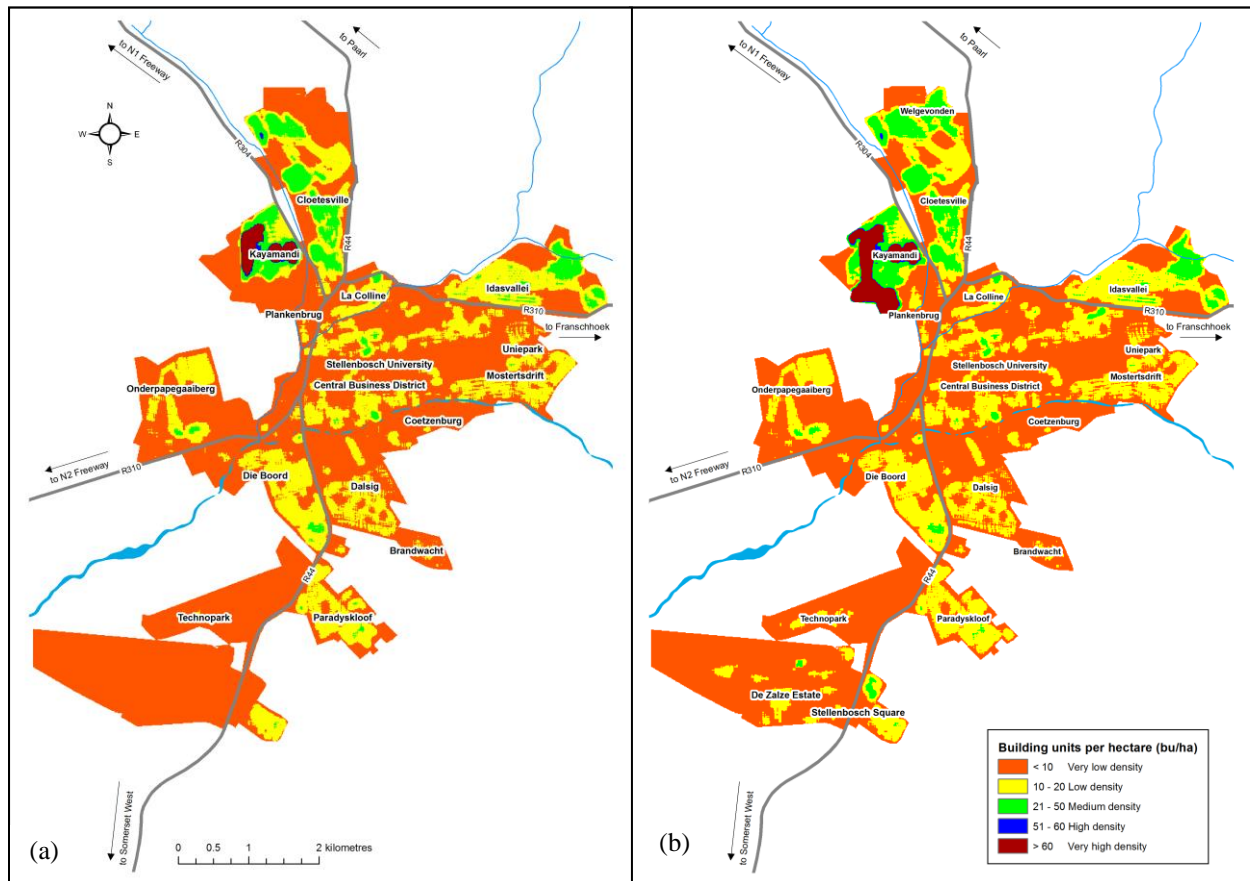 to N1 Freeway
to Paarl
N
W E
S
R304
Cloetesville
R44
Kayamandi
La Colline
Idasvallei
R310
Plankenbrug
to Franschhoek
Uniepark
Stellenbosch University
Mostertsdrift
Onderpapegaaiberg
Central Business District
Coetzenburg
to N2 Freeway
R310
Die Boord
Dalsig
Brandwacht
R44
Technopark
Paradyskloof
to Somerset West
(a)
0 0.5 1 2 kilometres
to N1 Freeway
to Paarl
Welgevonden
R304
Cloetesville
R44
Kayamandi
La Colline
Idasvallei
R310
Plankenbrug
to Franschhoek
Uniepark
Stellenbosch University
Mostertsdrift
Onderpapegaaiberg
Central Business District
Coetzenburg
to N2 Freeway
R310
Die Boord
Dalsig
Brandwacht
R44
Technopark
Paradyskloof
De Zalze Estate
Stellenbosch Square
to Somerset West
(b)
Building units per hectare (bu/ha)
< 10 Very low density
10 - 20 Low density
21 - 50 Medium density
51 - 60 High density
> 60 Very high density